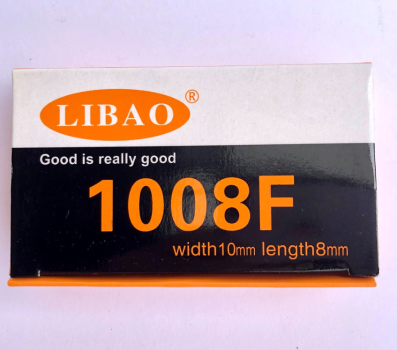 LIBAO®
Good is really good
1008F
width10mm length8mm